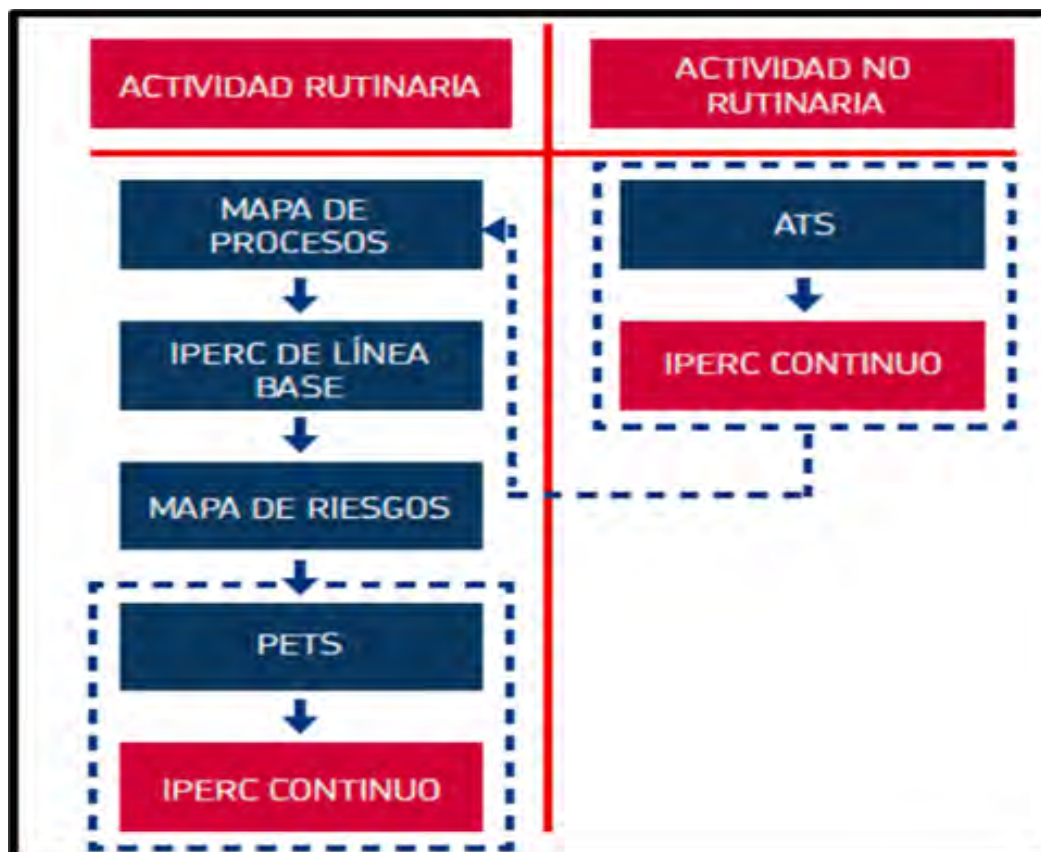 ACTIVIDAD RUTINARIA
MAPA DE
PROCESOS
IPERC DE LÍNEA
BASE
MAPA DE RIESGOS
PETS
IPERC CONTINUO
ACTIVIDAD NO
RUTINARIA
ATS
IPERC CONTINUO